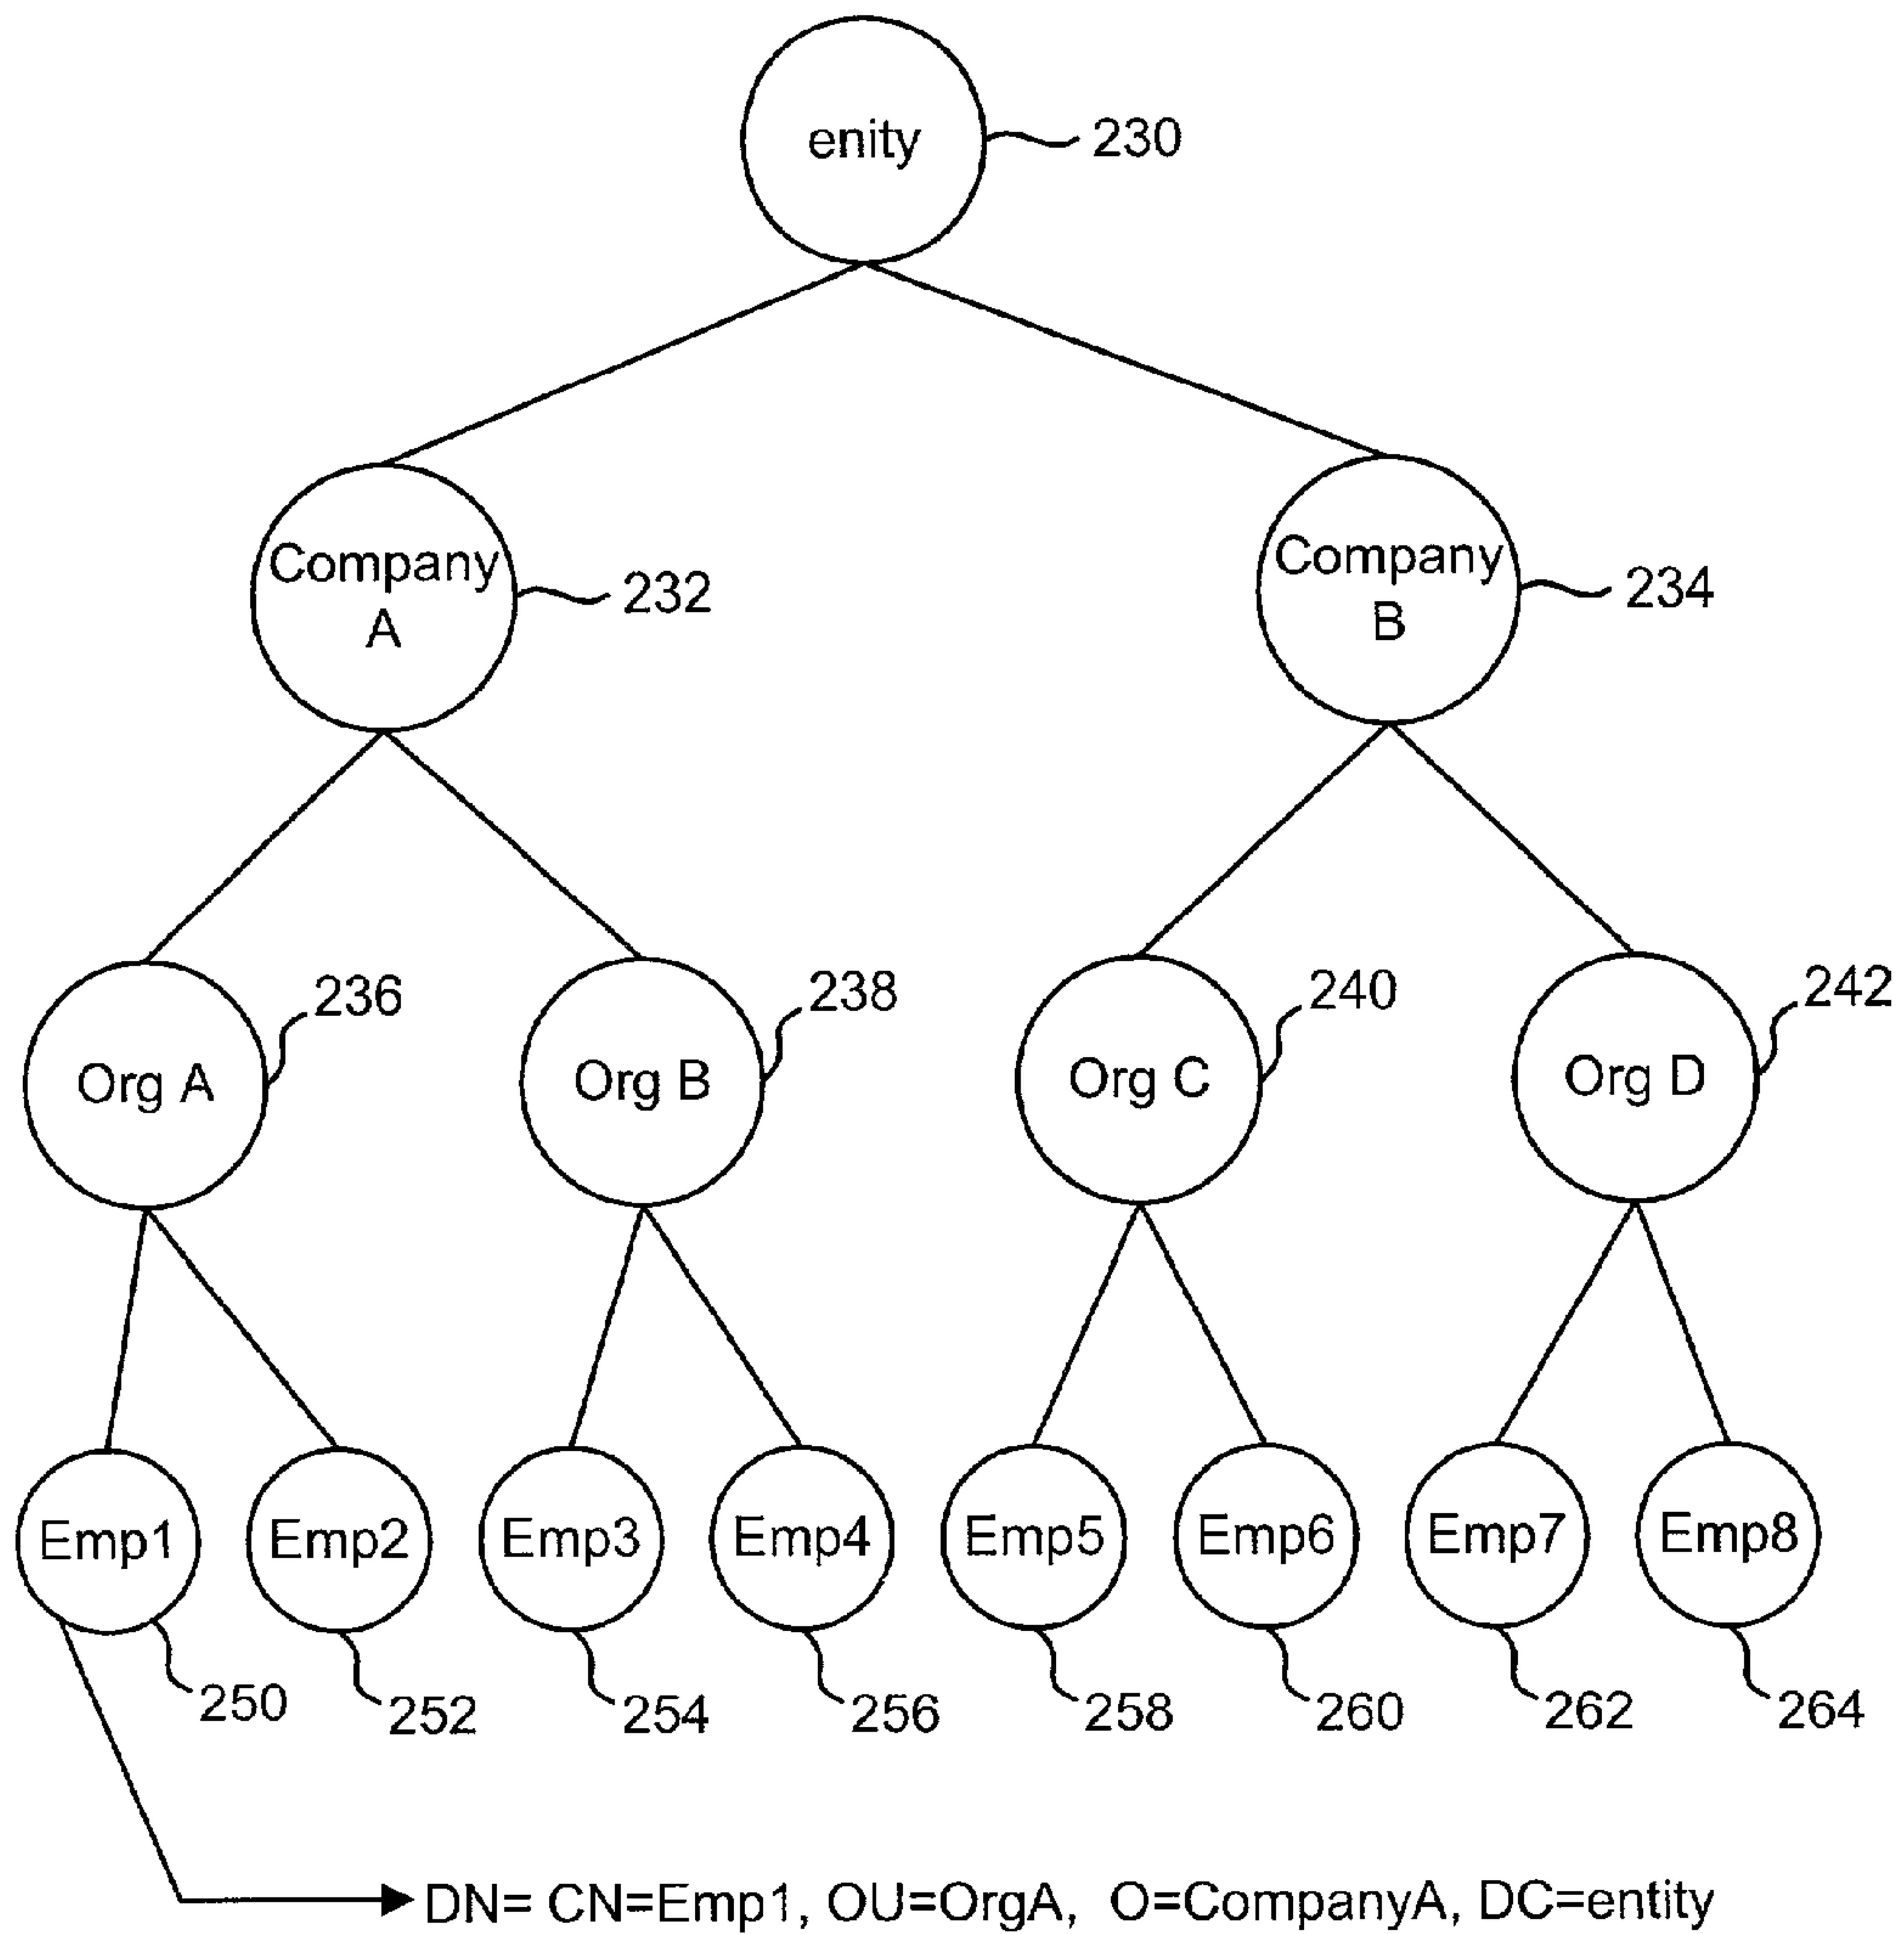 enity
230
Company
A
232
Company
B
234
Org A
236
Org B
238
Org C
240
Org D
242
Emp1
Emp2
Emp3
Emp4
Emp5
Emp6
Emp7
Emp8
250
252
254
256
258
260
262
264
DN= CN=Emp1, OU=OrgA, O=CompanyA, DC=entity